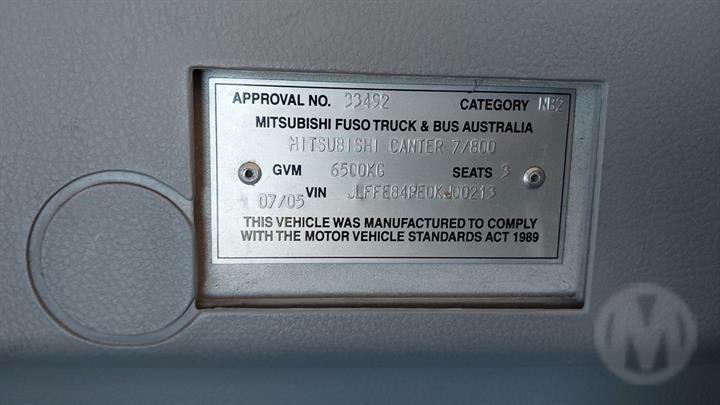 APPROVAL NO. 33492 CATEGORY NB2
MITSUBISHI FUSO TRUCK & BUS AUSTRALIA
MITSUBISHI CANTER 7/800
GVM 6500KG SEATS 3
07/05 VIN JLFFE84PE0KJ00213
THIS VEHICLE WAS MANUFACTURED TO COMPLY
WITH THE MOTOR VEHICLE STANDARDS ACT 1989
M